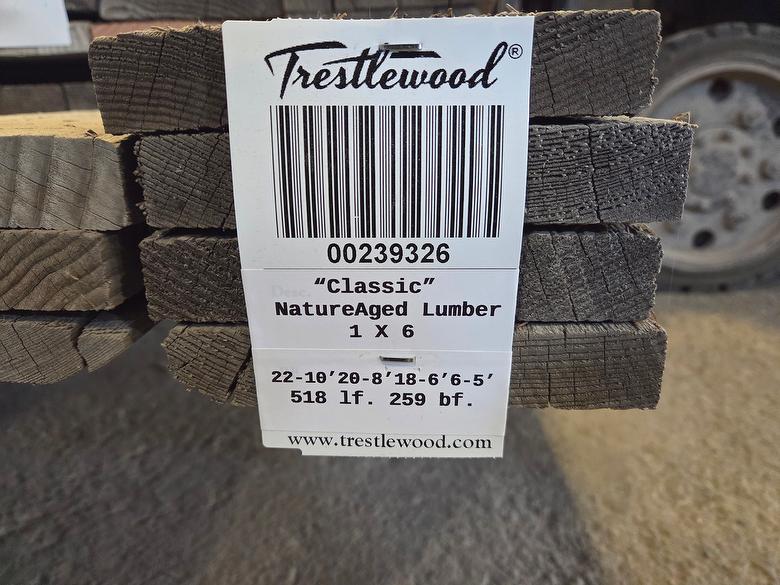 Trestlewood®
00239326
"Classic"
NatureAged Lumber
1 X 6
22-10'20-8'18-6'6-5'
518 lf. 259 bf.
www.trestlewood.com